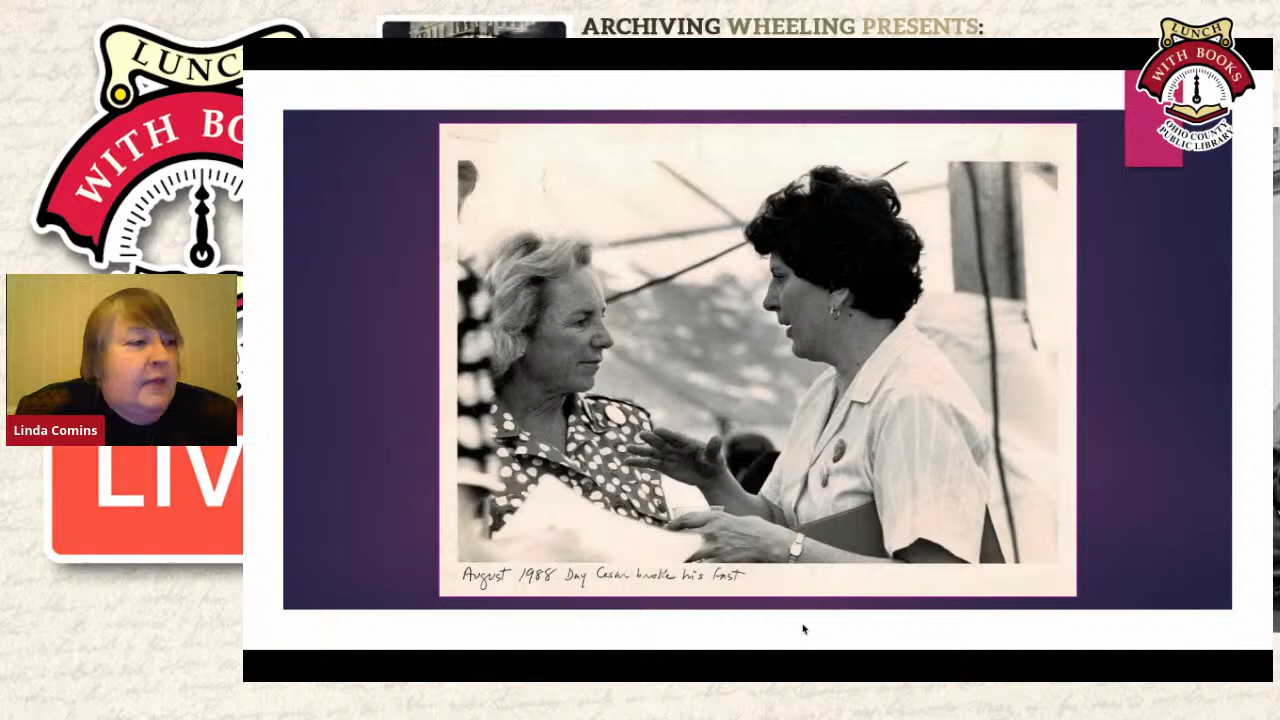 ARCHIVING WHEELING PRESENTS:
LUNCH
WITH BOOKS
OHIO COUNTY
PUBLIC LIBRARY
LUNC
WITH BO
Linda Comins
LIV
August 1988 Day Cesar broke his fast